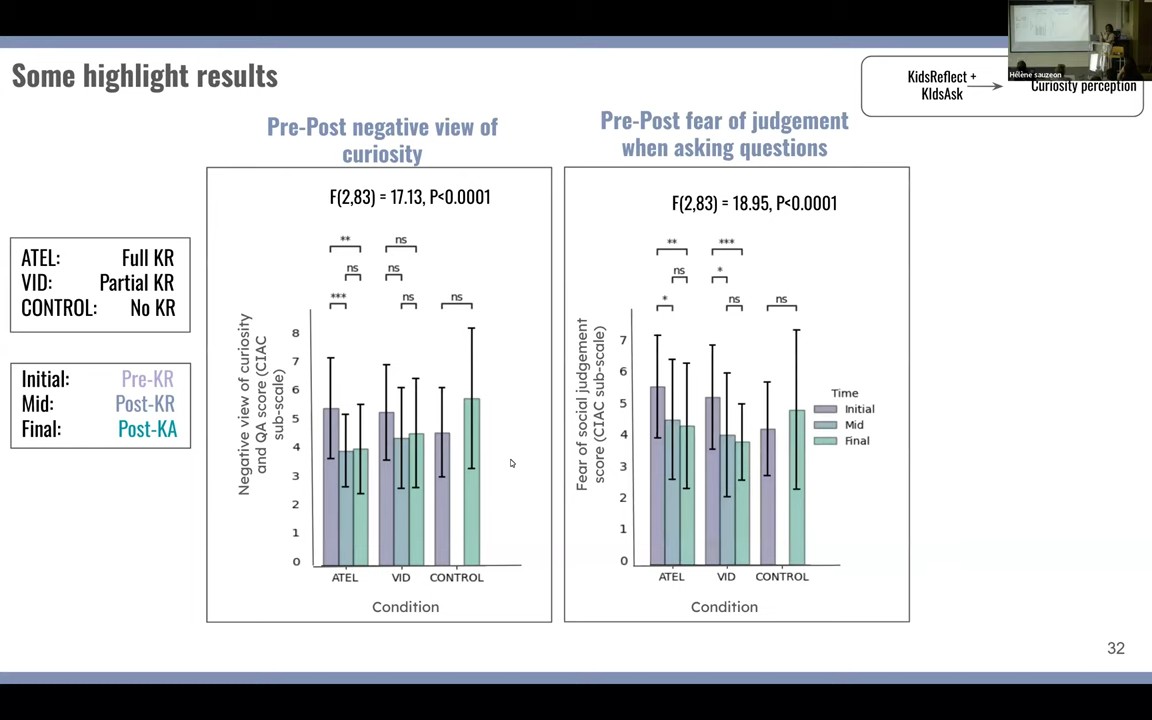 Some highlight results
KidsReflect +
KIdsAsk
Curiosity perception
Hélène sauzeon
Pre-Post negative view of
curiosity
Pre-Post fear of judgement
when asking questions
F(2,83) = 17.13, P<0.0001
F(2,83) = 18.95, P<0.0001
ATEL: Full KR
VID: Partial KR
CONTROL: No KR
Initial: Pre-KR
Mid: Post-KR
Final: Post-KA
** ns
ns ns
*** ns ns
Negative view of curiosity
and QA score (CIAC
sub-scale)
8
7
6
5
4
3
2
1
0
ATEL VID CONTROL
Condition
** ***
ns *
* ns ns
Fear of social judgement
score (CIAC sub-scale)
7
6
5
4
3
2
1
0
ATEL VID CONTROL
Condition
Time
Initial
Mid
Final
32